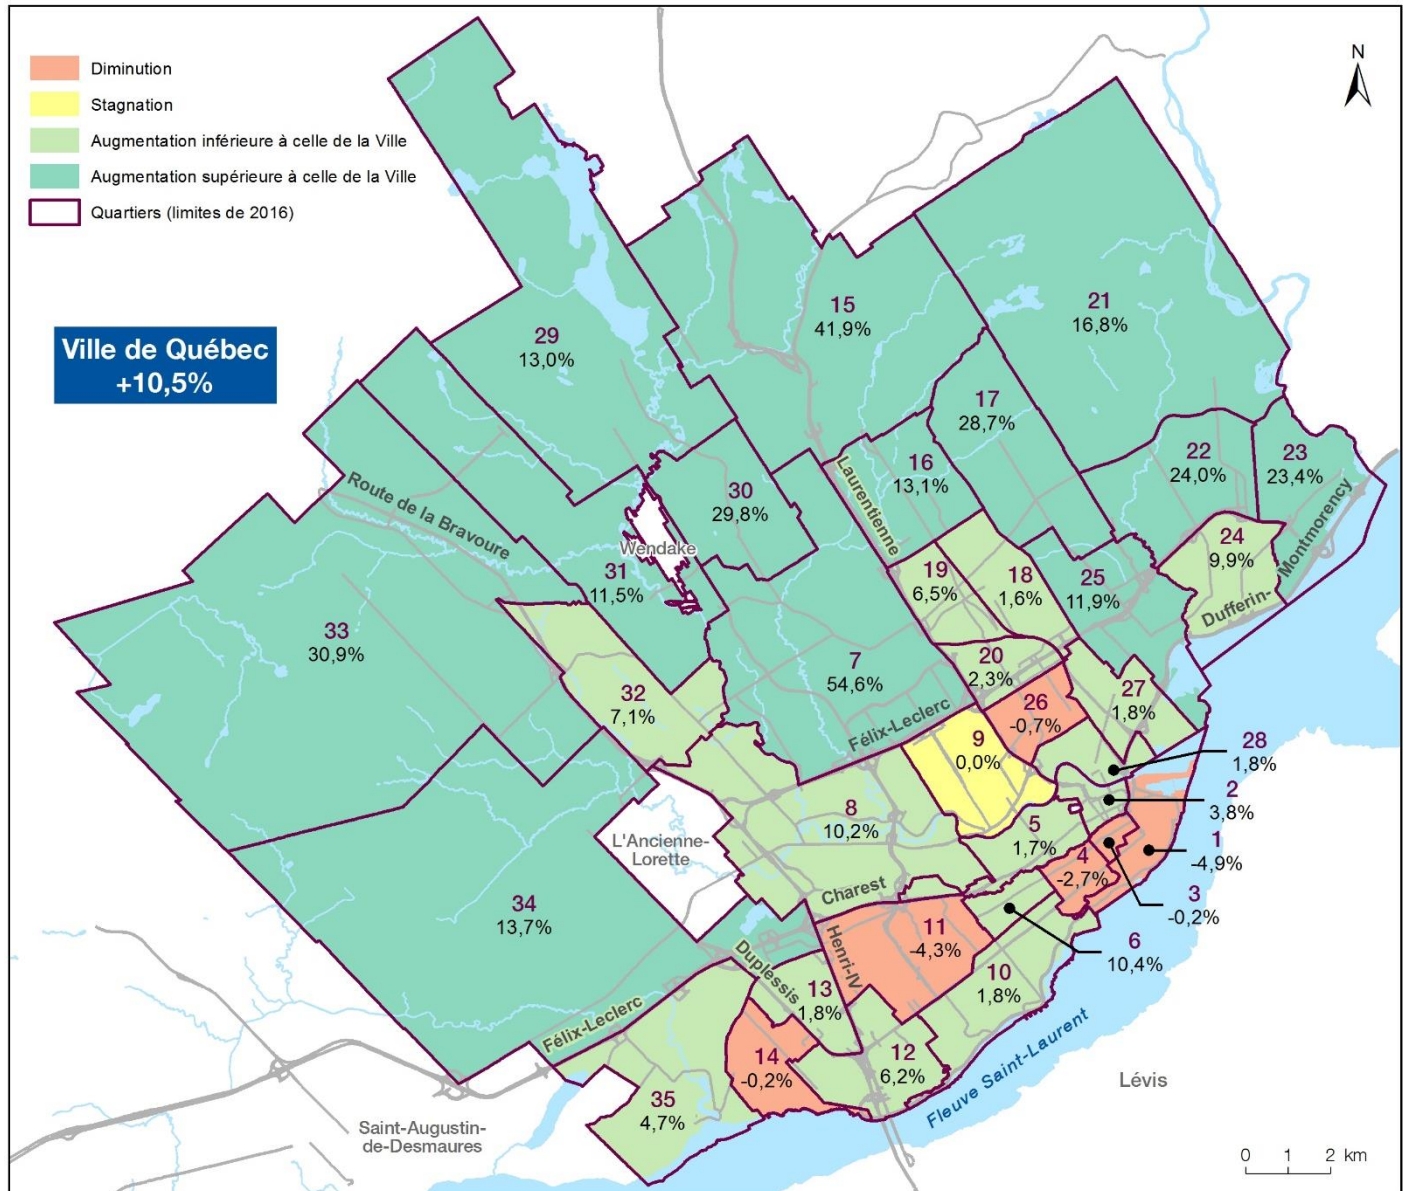 Diminution
Stagnation
Augmentation inférieure à celle de la Ville
Augmentation supérieure à celle de la Ville
Quartiers (limites de 2016)
N
Ville de Québec
+10,5%
29
13,0%
15
41,9%
21
16,8%
17
28,7%
16
13,1%
22
24,0%
23
23,4%
30
29,8%
Laurentienne
Route de la Bravoure
Wendake
Montmorency
24
9,9%
Dufferin-
31
11,5%
19
6,5%
18
1,6%
25
11,9%
33
30,9%
32
7,1%
7
54,6%
20
2,3%
27
1,8%
26
-0,7%
Félix-Leclerc
9
0,0%
28
1,8%
2
3,8%
8
10,2%
5
1,7%
1
-4,9%
L'Ancienne-
Lorette
4
-2,7%
3
-0,2%
Charest
34
13,7%
11
-4,3%
6
10,4%
Henri-IV
Duplessis
10
1,8%
13
1,8%
Félix-Leclerc
14
-0,2%
12
6,2%
Fleuve Saint-Laurent
Lévis
35
4,7%
Saint-Augustin-
de-Desmaures
0 1 2 km